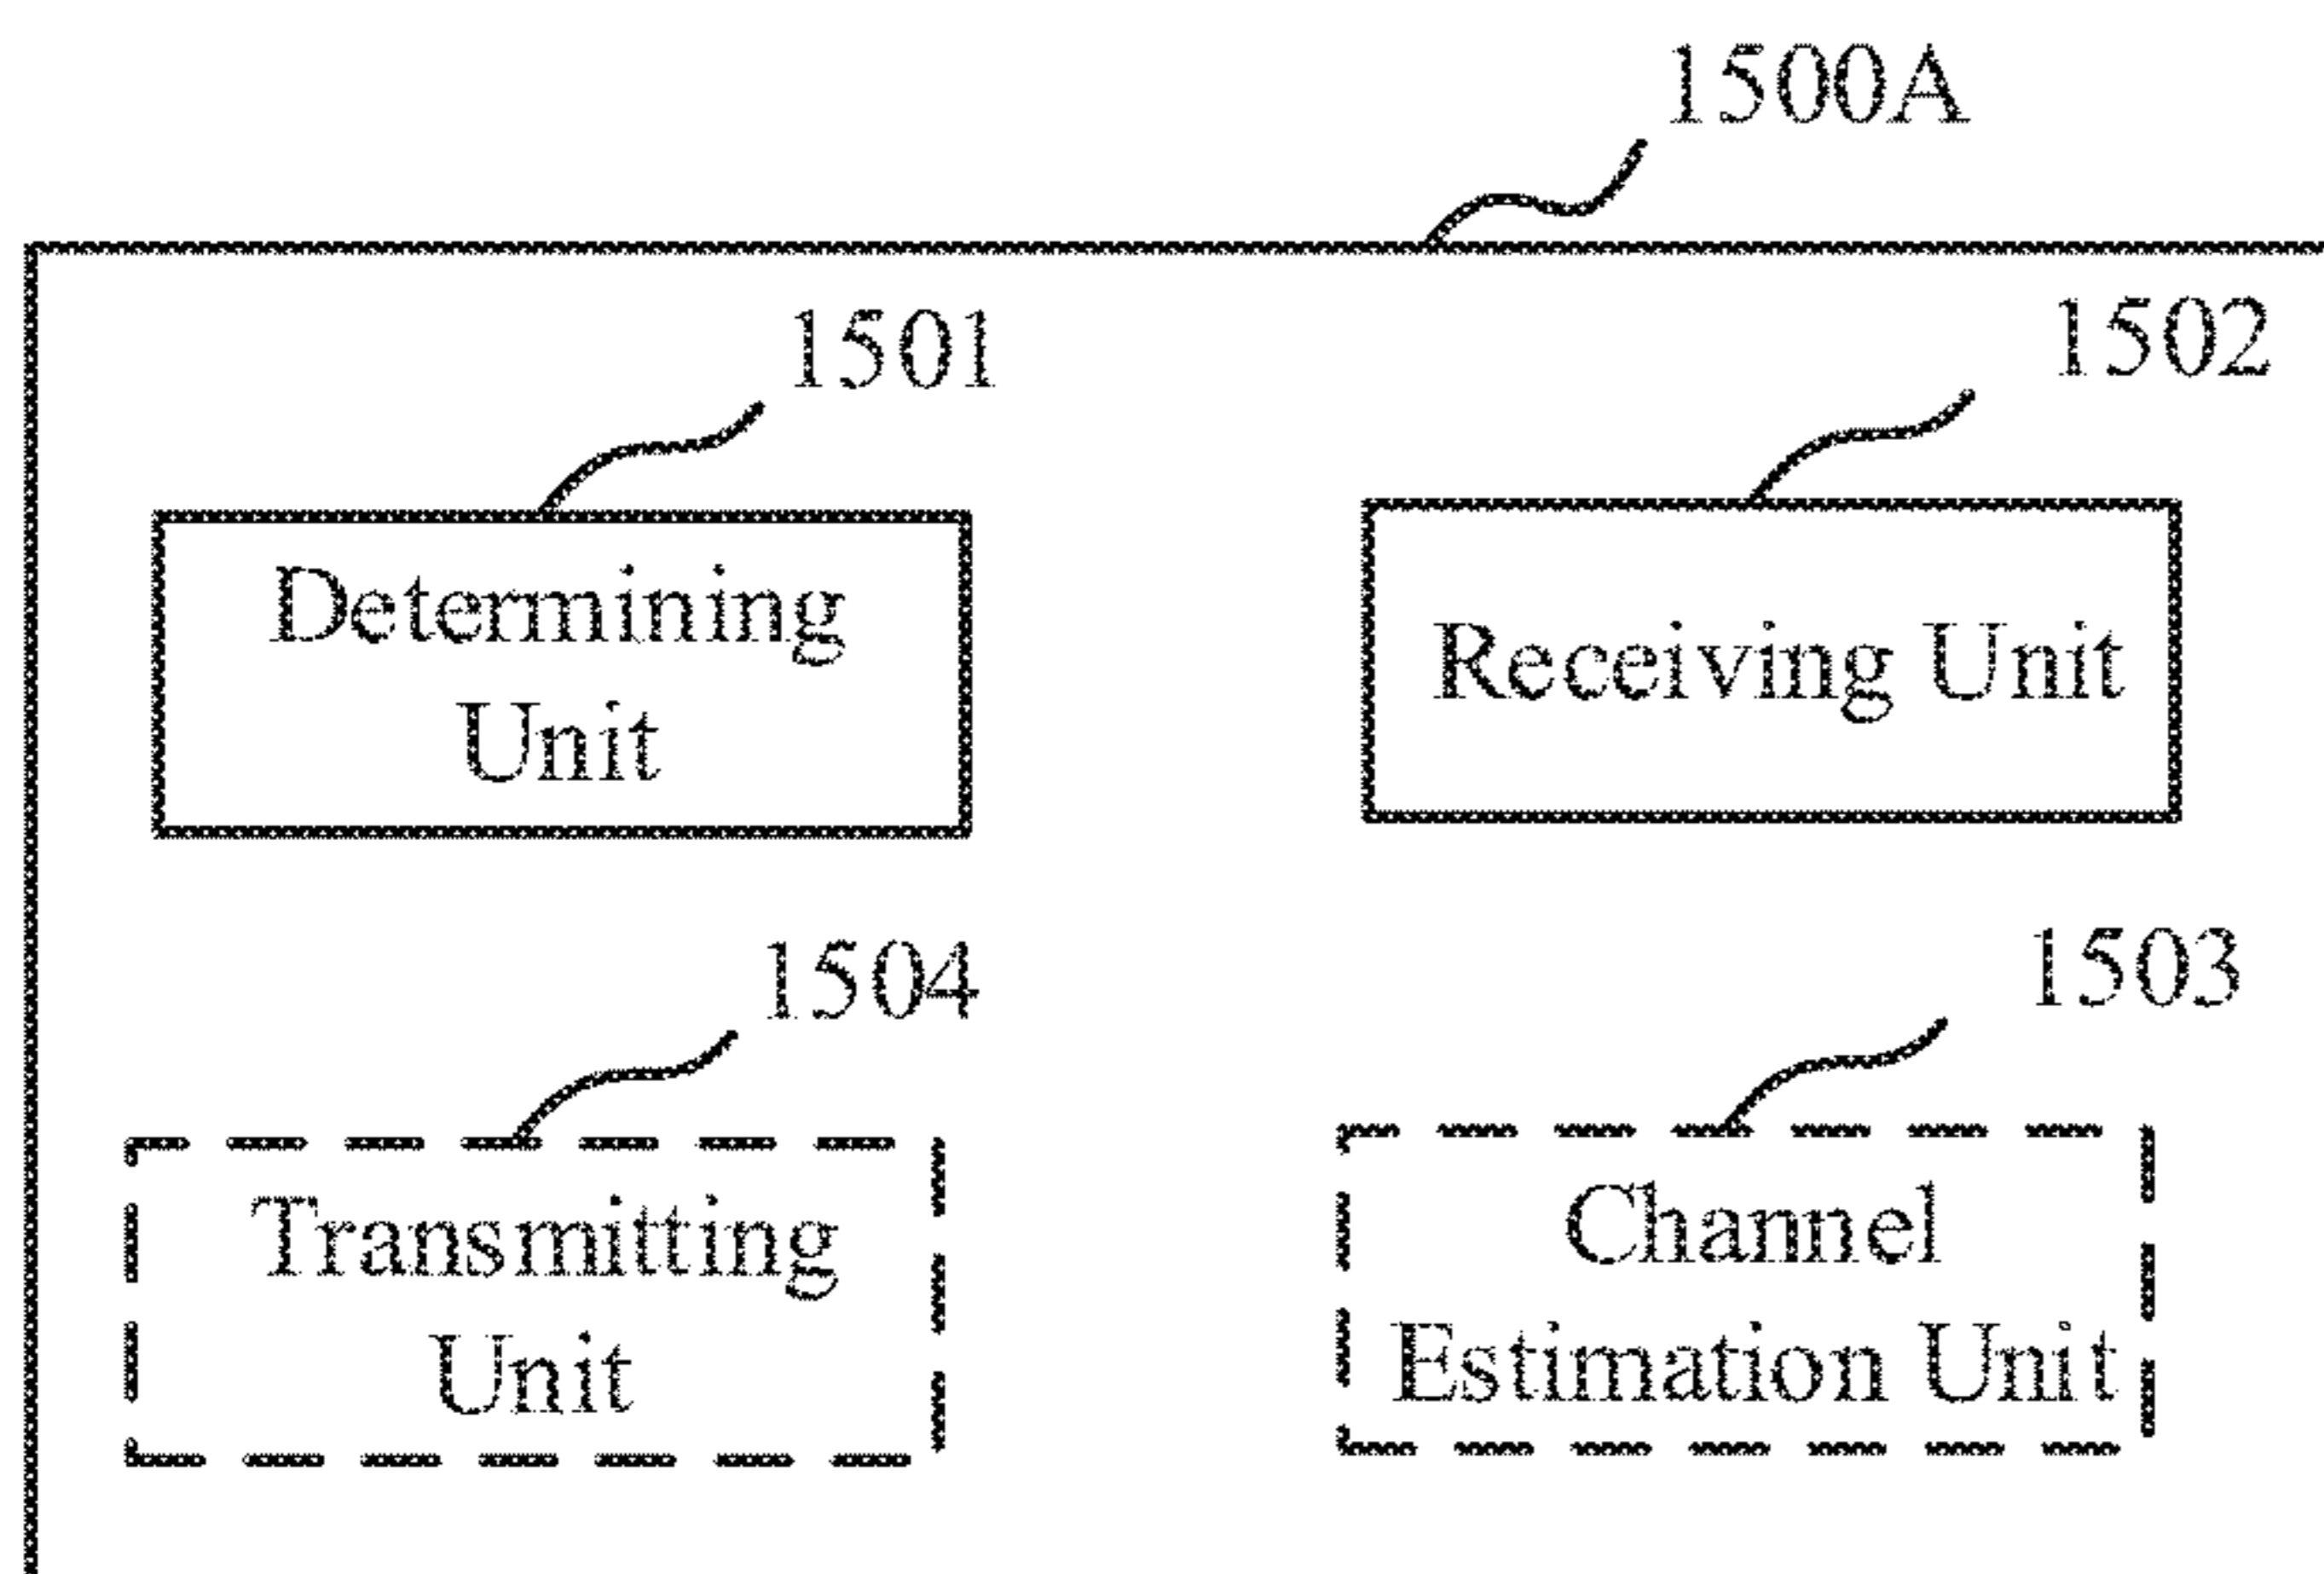 1500A
1501
1502
Determining
Unit
Receiving Unit
1504
1503
Transmitting
Unit
Channel
Estimation Unit